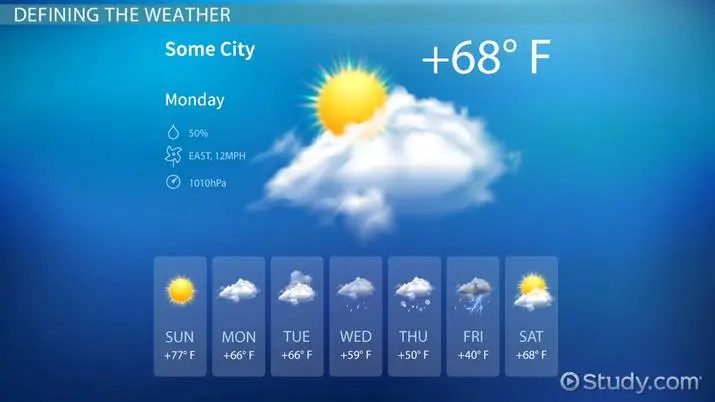 DEFINING THE WEATHER
Some City
+68° F
Monday
50%
EAST, 12MPH
1010hPa
SUN MON TUE WED THU FRI SAT
+77° F +66° F +66° F +59° F +50° F +40° F +68° F
Study.com